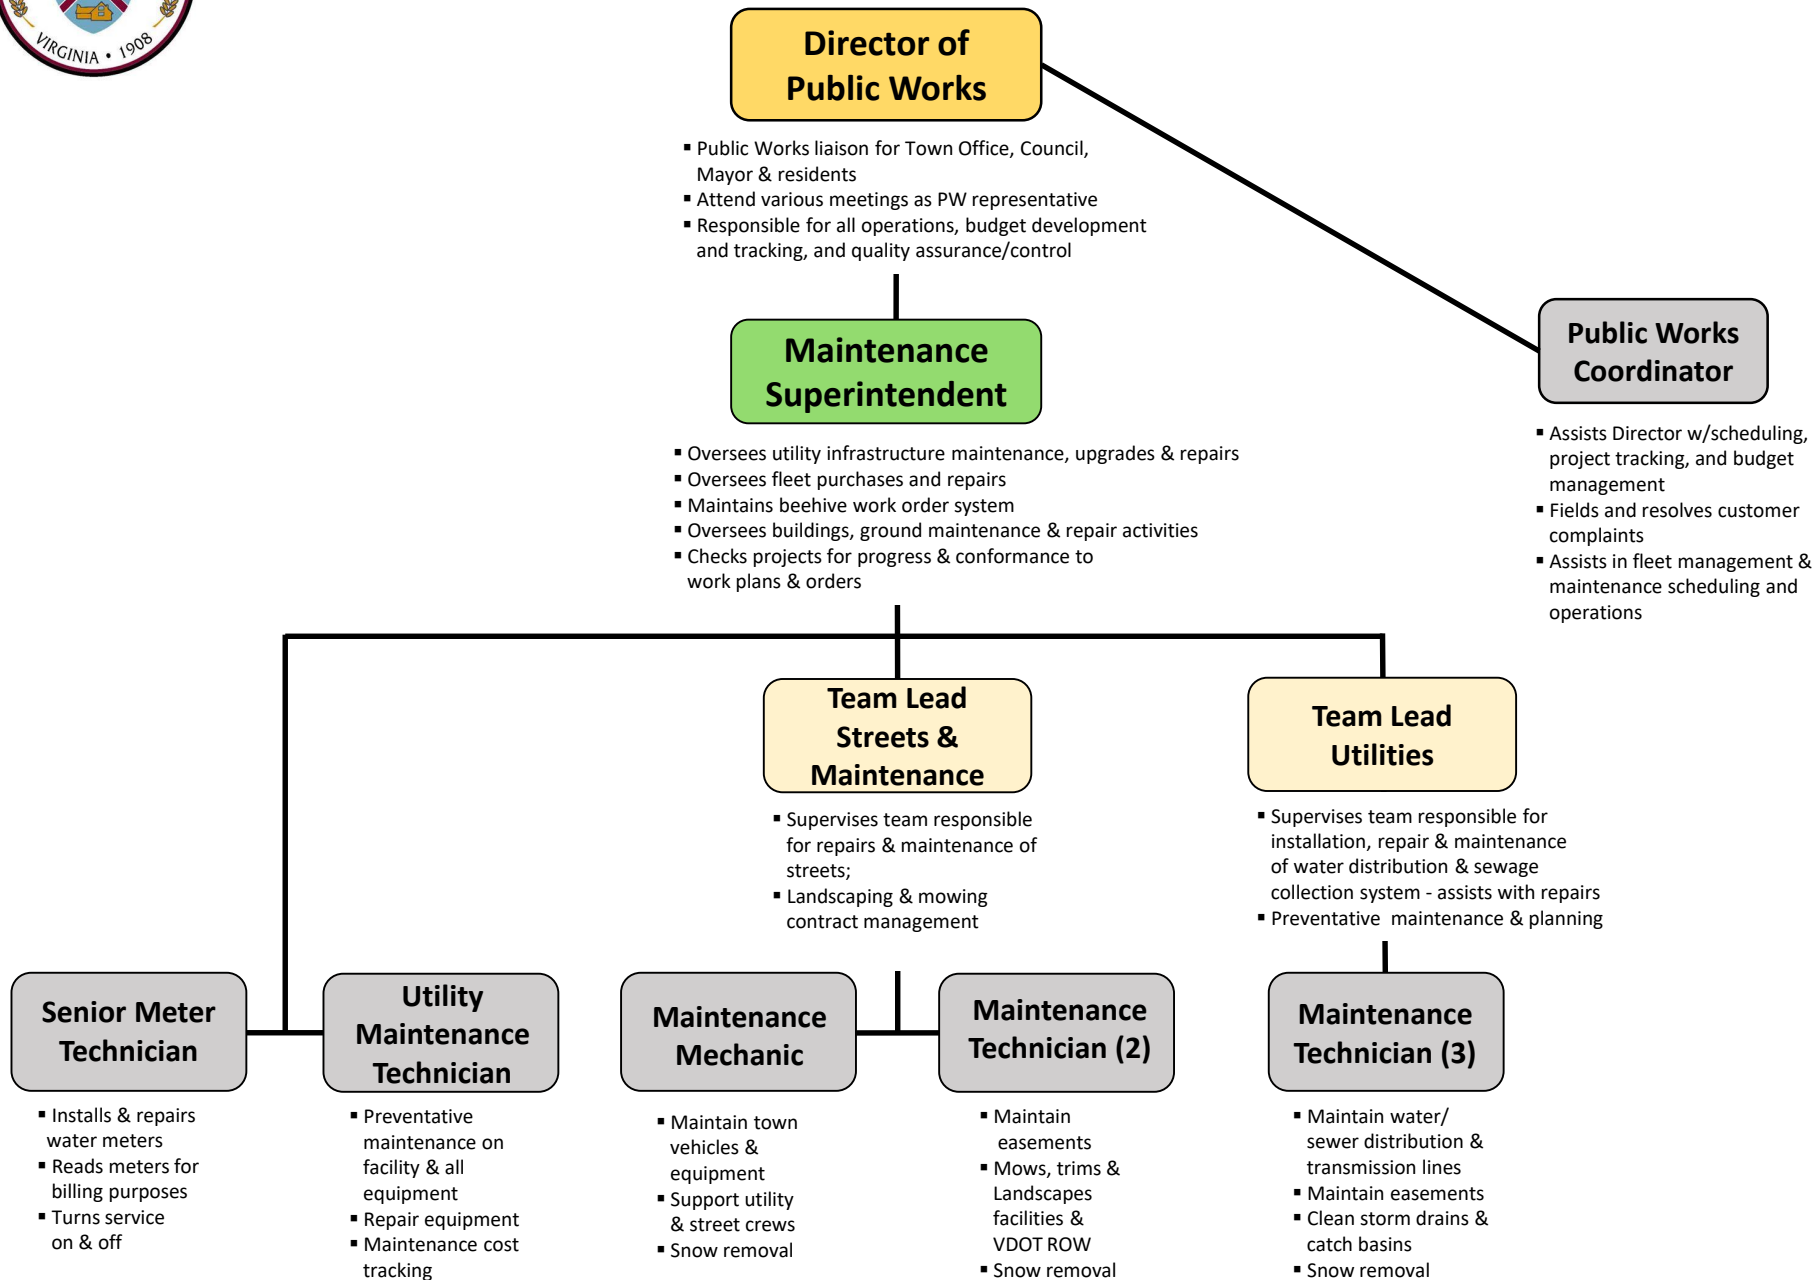 VIRGINIA • 1908
Director of
Public Works
▪ Public Works liaison for Town Office, Council,
Mayor & residents
▪ Attend various meetings as PW representative
▪ Responsible for all operations, budget development
and tracking, and quality assurance/control
Maintenance
Superintendent
▪ Oversees utility infrastructure maintenance, upgrades & repairs
▪ Oversees fleet purchases and repairs
▪ Maintains beehive work order system
▪ Oversees buildings, ground maintenance & repair activities
▪ Checks projects for progress & conformance to
work plans & orders
Public Works
Coordinator
▪ Assists Director w/scheduling,
project tracking, and budget
management
▪ Fields and resolves customer
complaints
▪ Assists in fleet management &
maintenance scheduling and
operations
Team Lead
Streets &
Maintenance
▪ Supervises team responsible
for repairs & maintenance of
streets;
▪ Landscaping & mowing
contract management
Team Lead
Utilities
▪ Supervises team responsible for
installation, repair & maintenance
of water distribution & sewage
collection system - assists with repairs
▪ Preventative maintenance & planning
Senior Meter
Technician
▪ Installs & repairs
water meters
▪ Reads meters for
billing purposes
▪ Turns service
on & off
Utility
Maintenance
Technician
▪ Preventative
maintenance on
facility & all
equipment
▪ Repair equipment
▪ Maintenance cost
tracking
Maintenance
Mechanic
▪ Maintain town
vehicles &
equipment
▪ Support utility
& street crews
▪ Snow removal
Maintenance
Technician (2)
▪ Maintain
easements
▪ Mows, trims &
Landscapes
facilities &
VDOT ROW
▪ Snow removal
Maintenance
Technician (3)
▪ Maintain water/
sewer distribution &
transmission lines
▪ Maintain easements
▪ Clean storm drains &
catch basins
▪ Snow removal